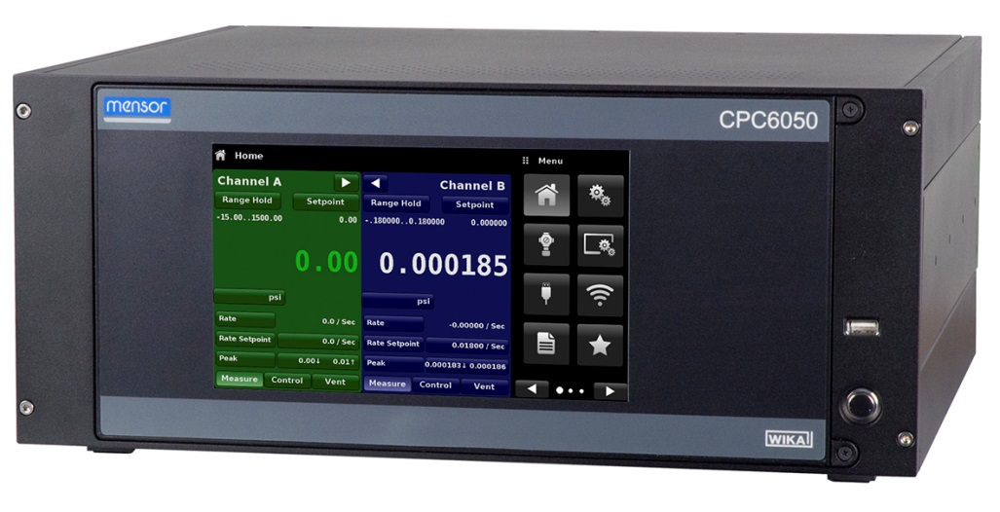 mensor
CPC6050
Home
Menu
Channel A
Channel B
Range Hold Setpoint
Range Hold Setpoint
-15.00..1500.00 0.00
-.180000..0.180000 0.000000
0.00
0.000185
psi
psi
Rate 0.0 / Sec
Rate -0.00000 / Sec
Rate Setpoint 0.0 / Sec
Rate Setpoint 0.01800 / Sec
Peak 0.00↓ 0.01↑
Peak 0.000183↓ 0.000186
Measure Control Vent
Measure Control Vent
WIKA